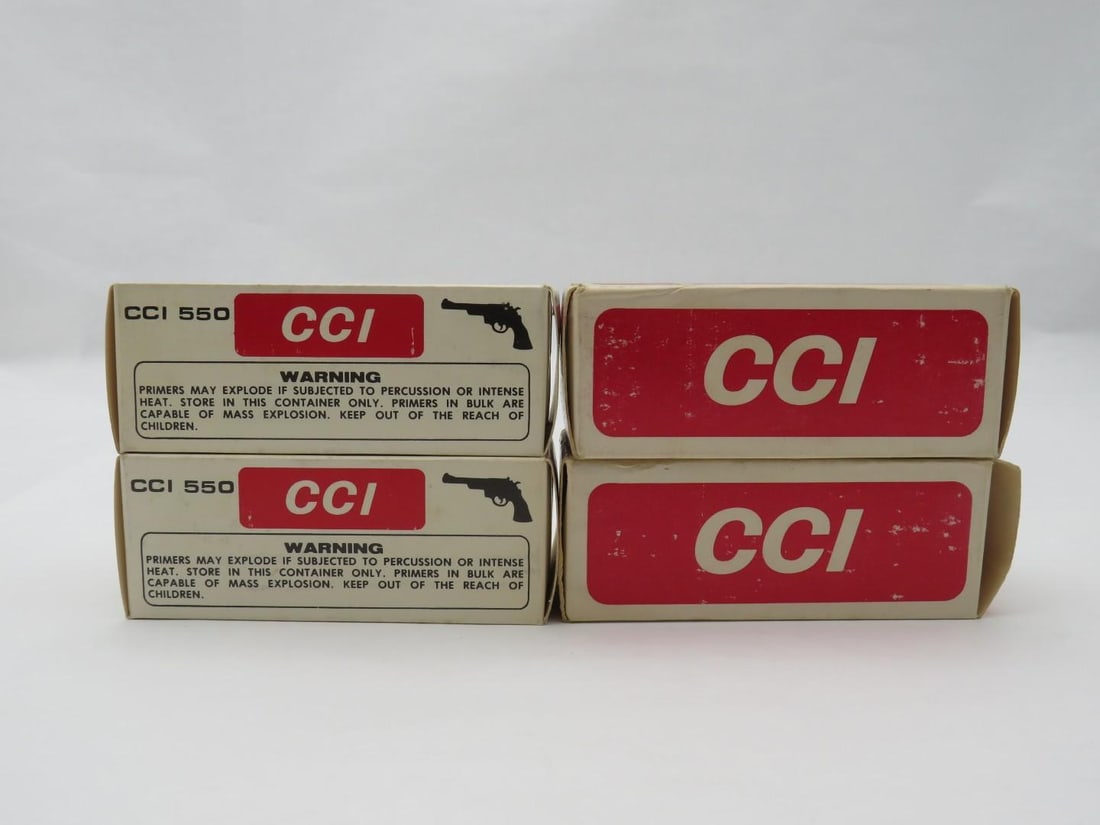 CCI 550 CCI
WARNING
PRIMERS MAY EXPLODE IF SUBJECTED TO PERCUSSION OR INTENSE
HEAT. STORE IN THIS CONTAINER ONLY. PRIMERS IN BULK ARE
CAPABLE OF MASS EXPLOSION. KEEP OUT OF THE REACH OF
CHILDREN.
CCI
CCI 550 CCI
WARNING
PRIMERS MAY EXPLODE IF SUBJECTED TO PERCUSSION OR INTENSE
HEAT. STORE IN THIS CONTAINER ONLY. PRIMERS IN BULK ARE
CAPABLE OF MASS EXPLOSION. KEEP OUT OF THE REACH OF
CHILDREN.
CCI